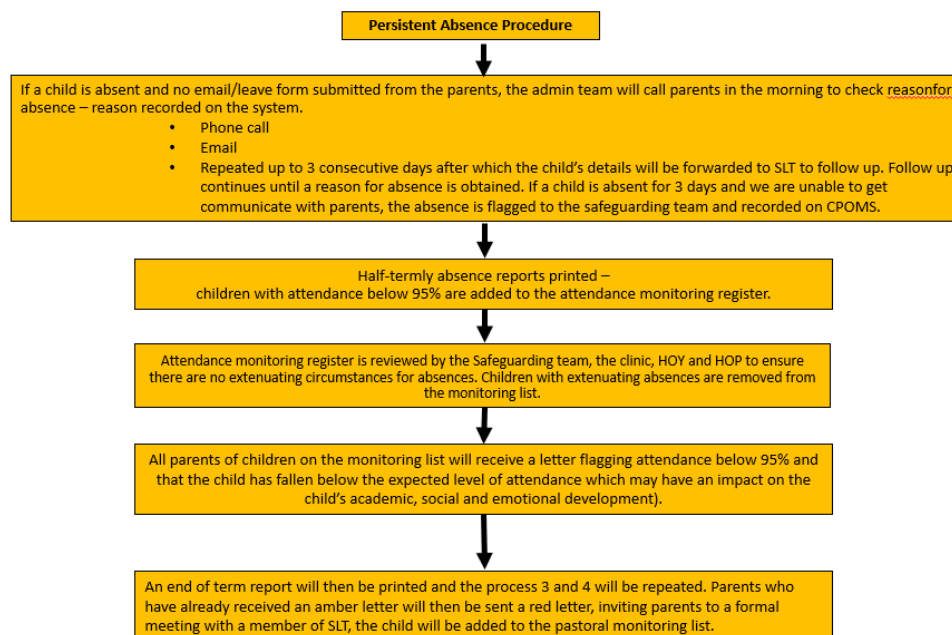 Persistent Absence Procedure
If a child is absent and no email/leave form submitted from the parents, the admin team will call parents in the morning to check reasonfor
absence – reason recorded on the system.
• Phone call
• Email
• Repeated up to 3 consecutive days after which the child's details will be forwarded to SLT to follow up. Follow up
continues until a reason for absence is obtained. If a child is absent for 3 days and we are unable to get
communicate with parents, the absence is flagged to the safeguarding team and recorded on CPOMS.
Half-termly absence reports printed –
children with attendance below 95% are added to the attendance monitoring register.
Attendance monitoring register is reviewed by the Safeguarding team, the clinic, HOY and HOP to ensure
there are no extenuating circumstances for absences. Children with extenuating absences are removed from
the monitoring list.
All parents of children on the monitoring list will receive a letter flagging attendance below 95% and
that the child has fallen below the expected level of attendance which may have an impact on the
child's academic, social and emotional development).
An end of term report will then be printed and the process 3 and 4 will be repeated. Parents who
have already received an amber letter will then be sent a red letter, inviting parents to a formal
meeting with a member of SLT, the child will be added to the pastoral monitoring list.